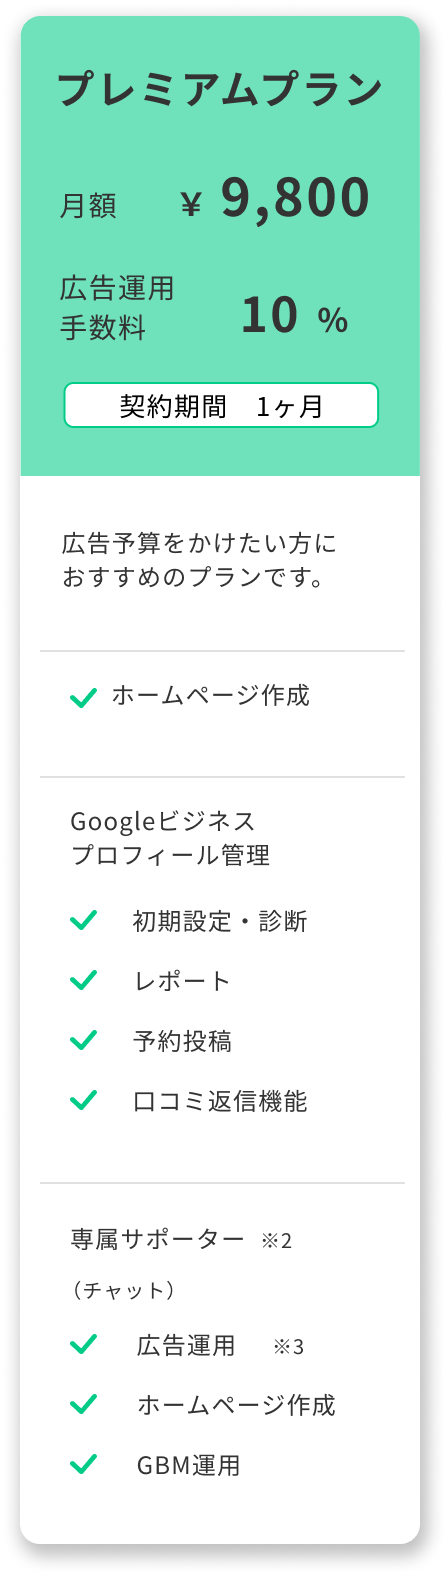 プレミアムプラン
月額 ¥ 9,800
広告運用
手数料 10 %
契約期間 1ヶ月
広告予算をかけたい方に
おすすめのプランです。
ホームページ作成
Googleビジネス
プロフィール管理
初期設定・診断
レポート
予約投稿
口コミ返信機能
専属サポーター ※2
（チャット）
広告運用 ※3
ホームページ作成
GBM運用